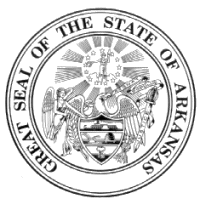 GREAT SEAL OF THE STATE OF ARKANSAS